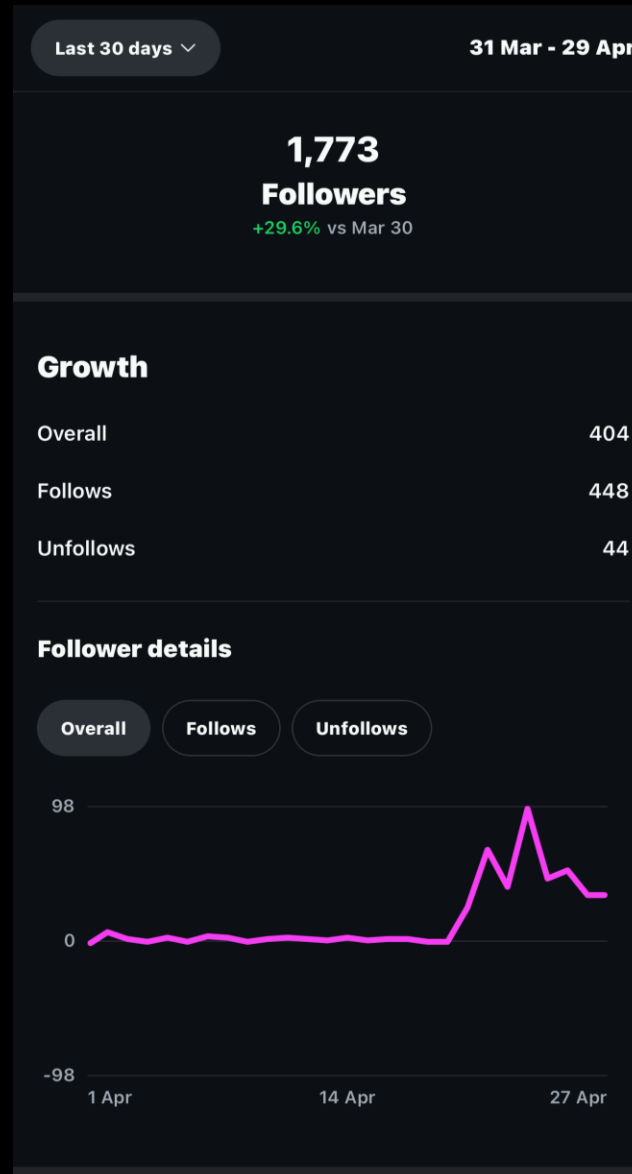 Last 30 days
31 Mar - 29 Apr
1,773
Followers
+29.6% vs Mar 30
Growth
Overall 404
Follows 448
Unfollows 44
Follower details
Overall Follows Unfollows
98
0
-98
1 Apr 14 Apr 27 Apr